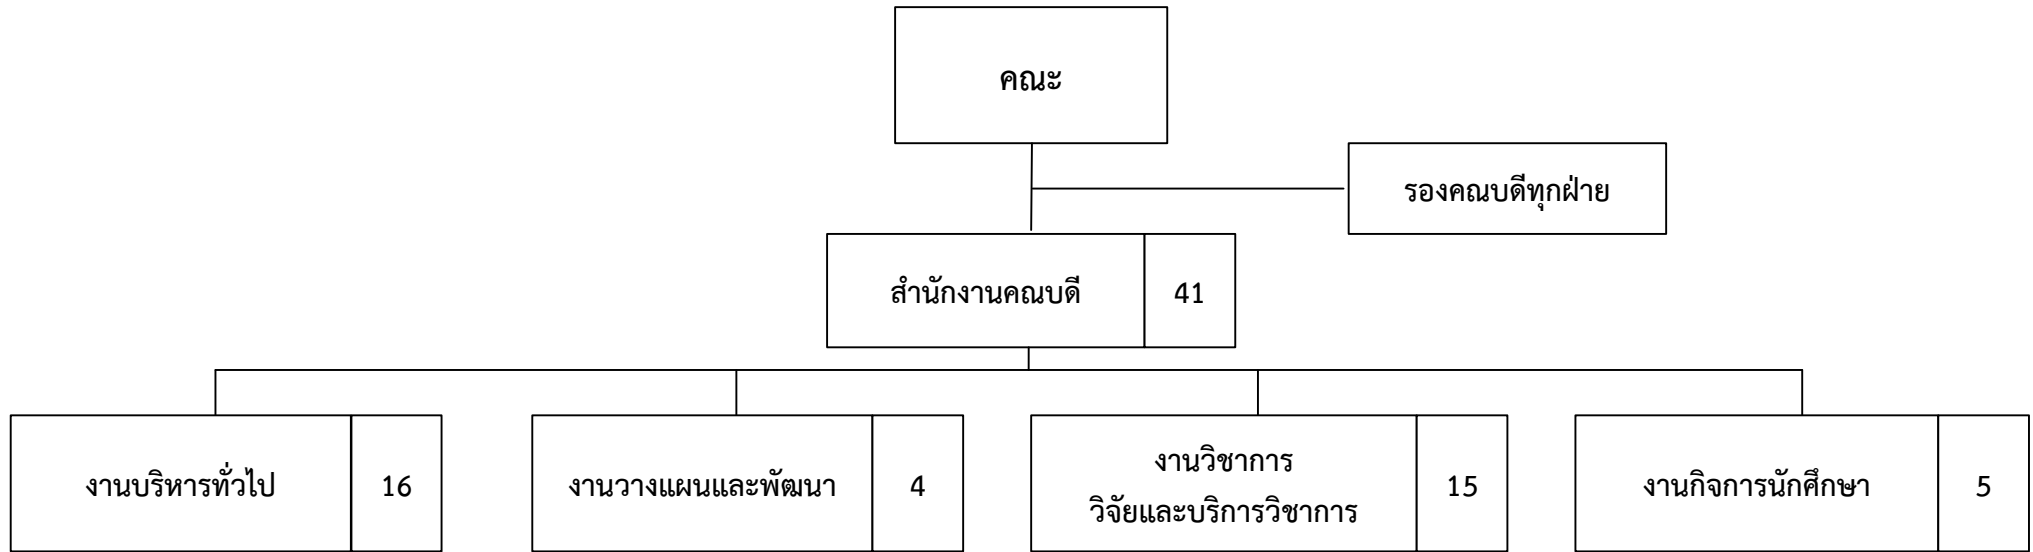 คณะ
รองคณบดีทุกฝ่าย
สำนักงานคณบดี 41
งานบริหารทั่วไป 16
งานวางแผนและพัฒนา 4
งานวิชาการ
วิจัยและบริการวิชาการ 15
งานกิจการนักศึกษา 5